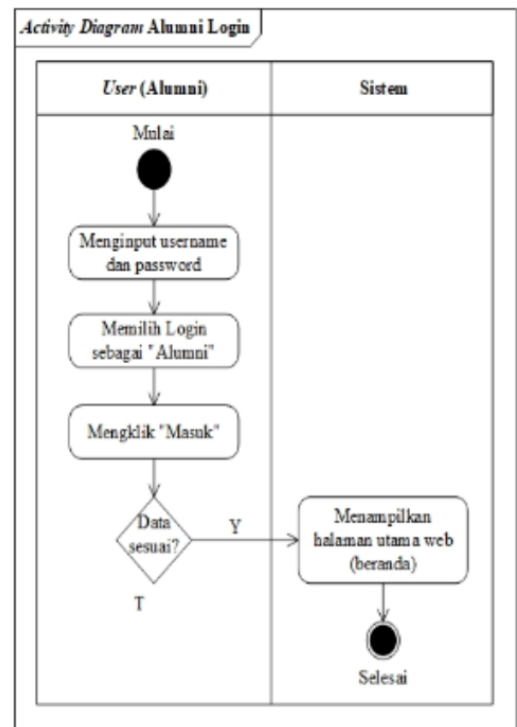 Activity Diagram Alumni Login
User (Alumni)
Sistem
Mulai
Menginput username
dan password
Memilih Login
sebagai "Alumni"
Mengklik "Masuk"
Data
sesuai?
Y
T
Menampilkan
halaman utama web
(beranda)
Selesai